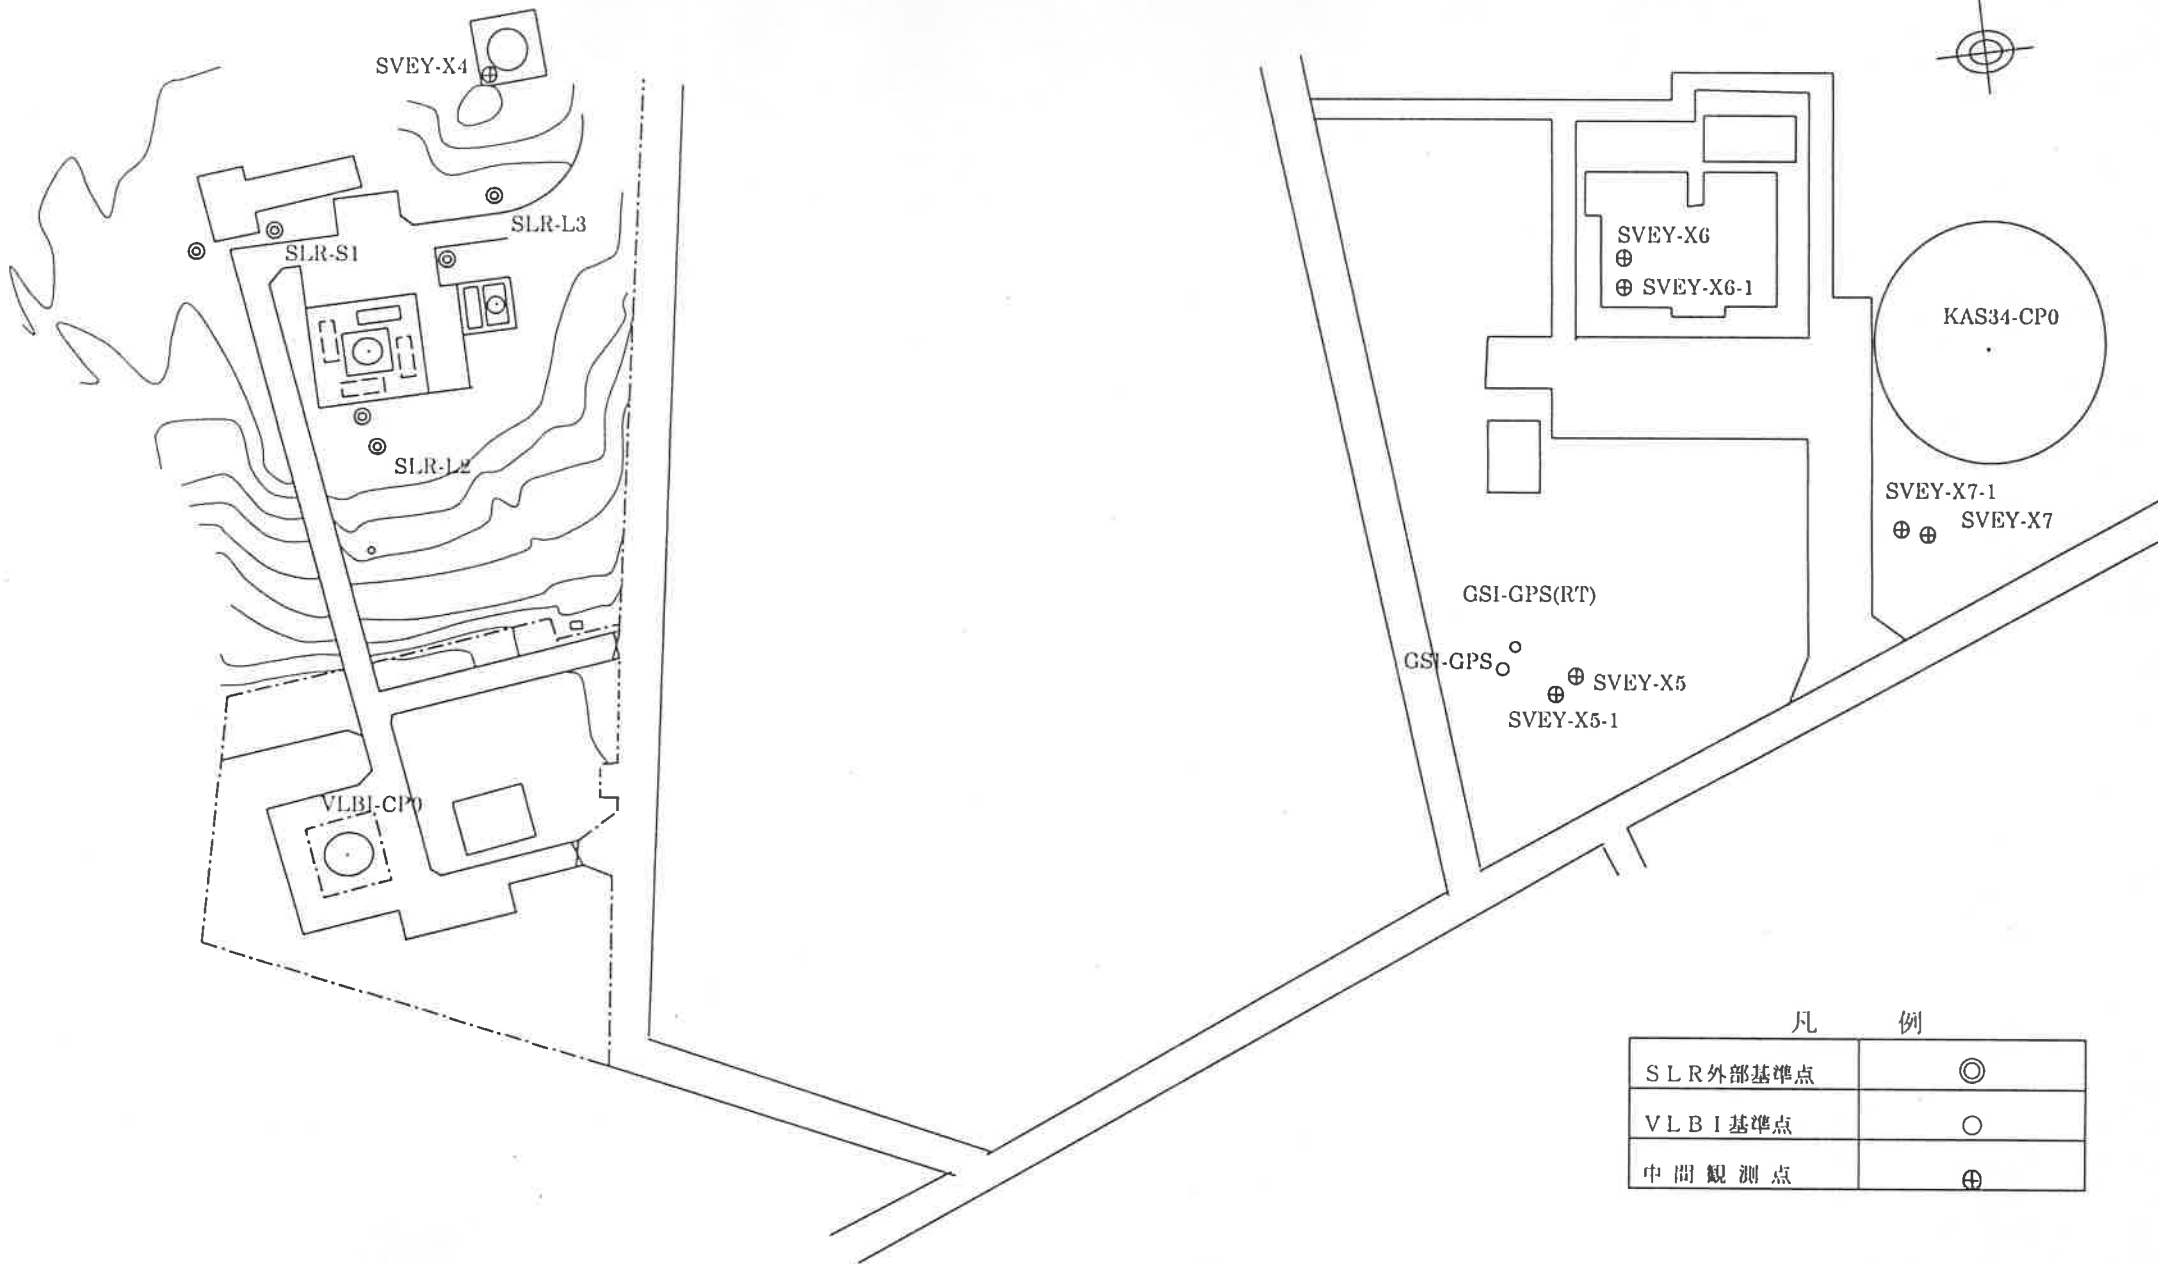 SVEY-X4
SLR-L3
SLR-S1
SLR-L2
VLBI-CP0
SVEY-X6
SVEY-X6-1
KAS34-CP0
SVEY-X7-1
SVEY-X7
GSI-GPS(RT)
GSI-GPS
SVEY-X5
SVEY-X5-1
凡 例
SLR外部基準点
VLBI基準点
中間観測点